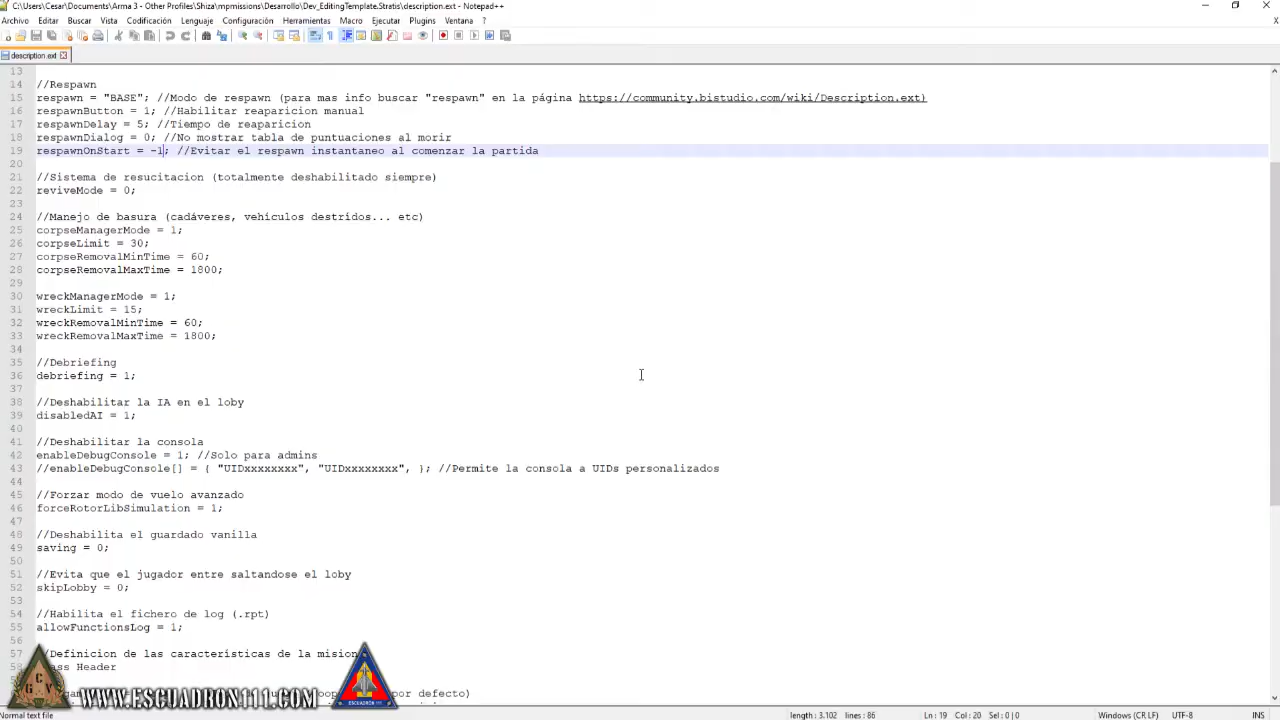 C:\Users\Cesar\Documents\Arma 3 - Other Profiles\Shiza\mpmissions\Desarrollo\Dev_EditingTemplate.Stratis\description.ext - Notepad++
Archivo Editar Buscar Vista Codificación Lenguaje Configuración Herramientas Macro Ejecutar Plugins Ventana ?
description.ext
13
14 //Respawn
15 respawn = "BASE"; //Modo de respawn (para mas info buscar "respawn" en la página https://community.bistudio.com/wiki/Description.ext)
16 respawnButton = 1; //Habilitar reaparicion manual
17 respawnDelay = 5; //Tiempo de reaparicion
18 respawnDialog = 0; //No mostrar tabla de puntuaciones al morir
19 respawnOnStart = -1; //Evitar el respawn instantaneo al comenzar la partida
20
21 //Sistema de resucitacion (totalmente deshabilitado siempre)
22 reviveMode = 0;
23
24 //Manejo de basura (cadáveres, vehiculos destridos... etc)
25 corpseManagerMode = 1;
26 corpseLimit = 30;
27 corpseRemovalMinTime = 60;
28 corpseRemovalMaxTime = 1800;
29
30 wreckManagerMode = 1;
31 wreckLimit = 15;
32 wreckRemovalMinTime = 60;
33 wreckRemovalMaxTime = 1800;
34
35 //Debriefing
36 debriefing = 1;
37
38 //Deshabilitar la IA en el loby
39 disabledAI = 1;
40
41 //Deshabilitar la consola
42 enableDebugConsole = 1; //Solo para admins
43 //enableDebugConsole[] = { "UIDxxxxxxxx", "UIDxxxxxxxx", }; //Permite la consola a UIDs personalizados
44
45 //Forzar modo de vuelo avanzado
46 forceRotorLibSimulation = 1;
47
48 //Deshabilita el guardado vanilla
49 saving = 0;
50
51 //Evita que el jugador entre saltandose el loby
52 skipLobby = 0;
53
54 //Habilita el fichero de log (.rpt)
55 allowFunctionsLog = 1;
56
57 //Definicion de las características de la mision
58 Header
por defecto)
WWW.ESCUADRON111.COM
ESCUADRÓN 111
Normal text file length : 3.102 lines : 86 Ln : 19 Col : 20 Sel : 0 | 0 Windows (CR LF) UTF-8 INS